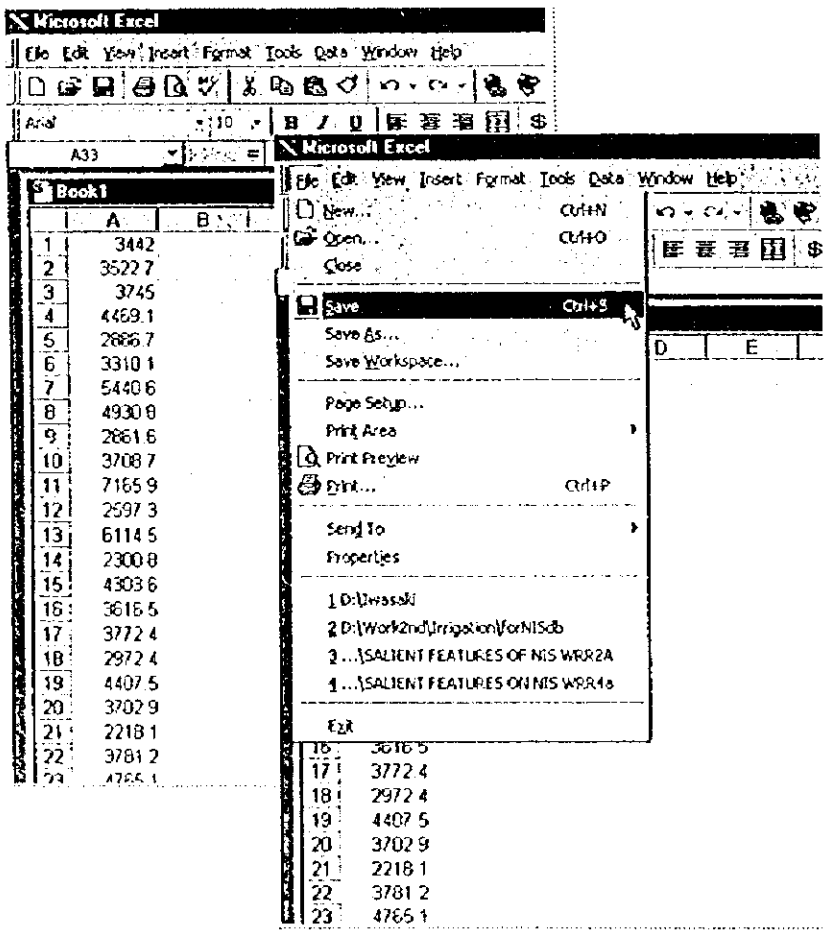 Microsoft Excel
File Edit View Insert Format Tools Data Window Help
Arial 10 B I U $
A33 =
Book1
A B
1 3442
2 3522.7
3 3745
4 4469.1
5 2886.7
6 3310.1
7 5440.6
8 4930.8
9 2861.6
10 3708.7
11 7165.9
12 2597.3
13 6114.5
14 2300.8
15 4303.6
16 3616.5
17 3772.4
18 2972.4
19 4407.5
20 3702.9
21 2218.1
22 3781.2
23 4765.1
Microsoft Excel
File Edit View Insert Format Tools Data Window Help
New... Ctrl+N
Open... Ctrl+O
Close
Save Ctrl+S
Save As...
Save Workspace...
Page Setup...
Print Area
Print Preview
Print... Ctrl+P
Send To
Properties
1 D:\Iwasaki
2 D:\Work2nd\Irrigation\forNISdb
3 ...\SALIENT FEATURES OF NIS WRR2A
4 ...\SALIENT FEATURES ON NIS WRR4a
Exit
$
D E
16 3616.5
17 3772.4
18 2972.4
19 4407.5
20 3702.9
21 2218.1
22 3781.2
23 4765.1